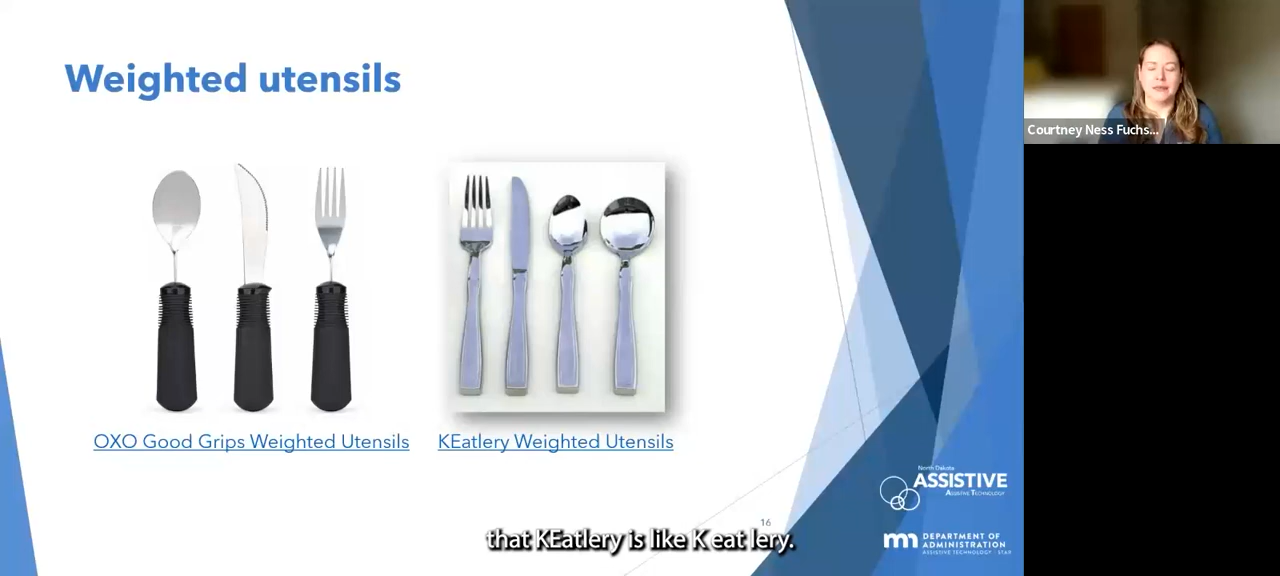 Weighted utensils
Courtney Ness Fuchs...
OXO Good Grips Weighted Utensils
KEatlery Weighted Utensils
North Dakota
ASSISTIVE
ASSISTIVE TECHNOLOGY
16
DEPARTMENT OF
ADMINISTRATION
ASSISTIVE TECHNOLOGY - STAR
that KEatlery is like K eat lery.